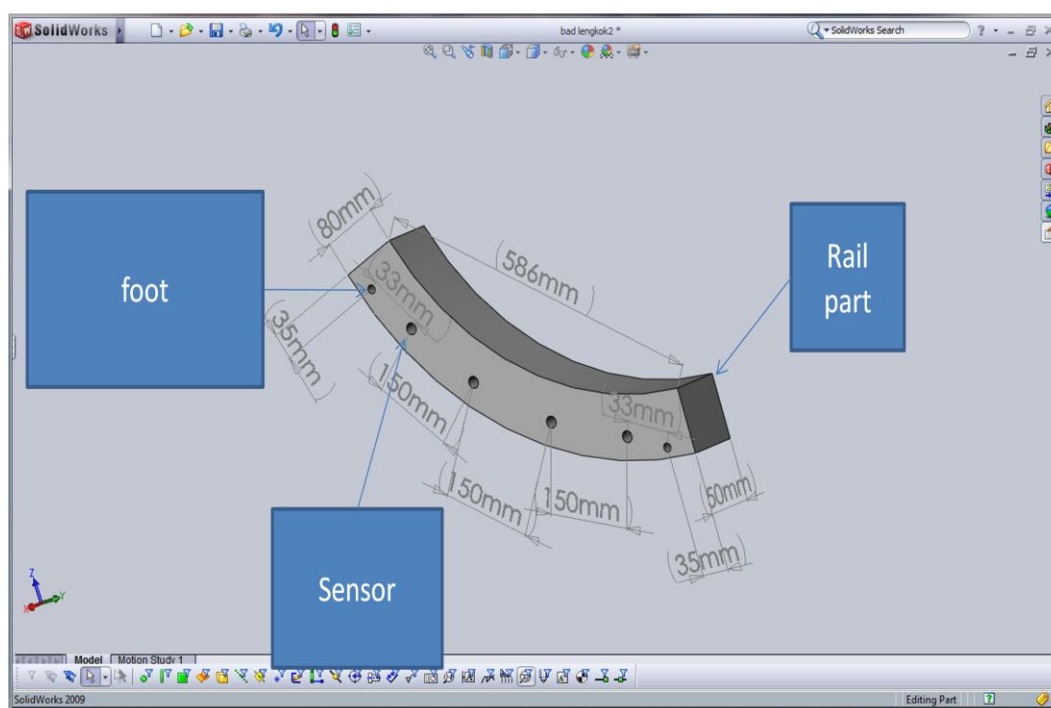 SolidWorks
bad lengkok2 *
SolidWorks Search
foot
Rail
part
Sensor
(80mm)
(586mm)
(33mm)
(35mm)
(150mm)
(150mm)
(150mm)
(33mm)
(50mm)
(35mm)
Z
Y
X
Model
Motion Study 1
SolidWorks 2009
Editing Part